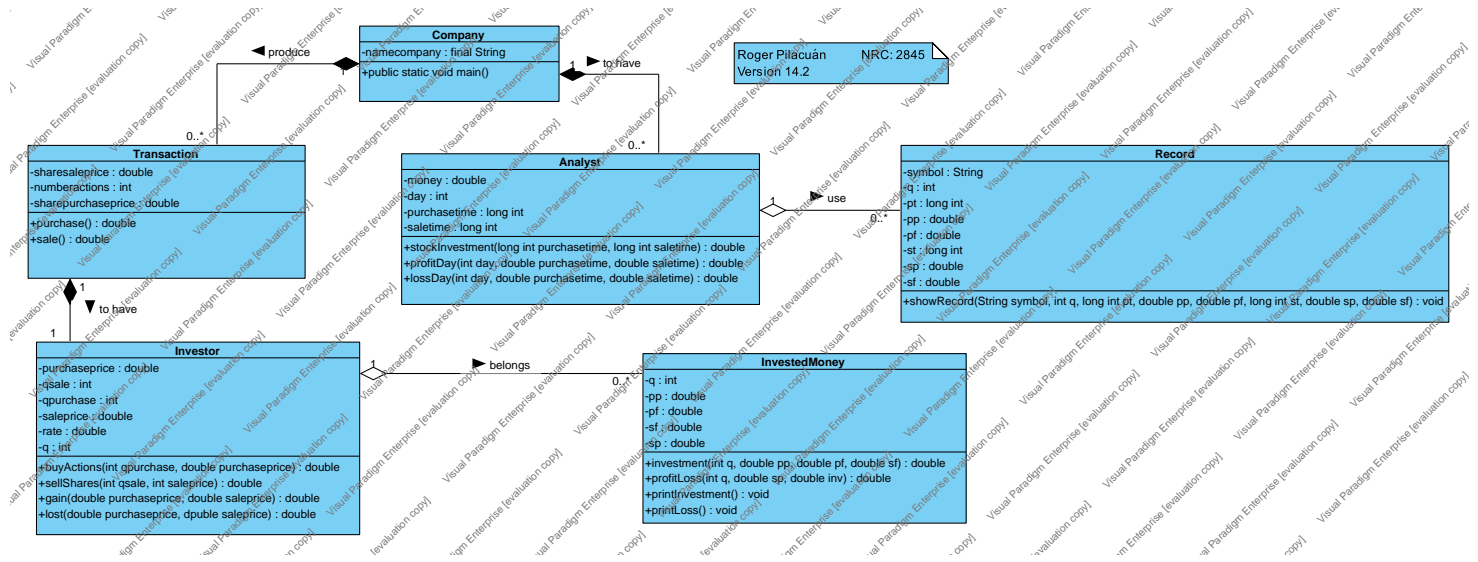 Company
-namecompany : final String
+public static void main()
produce
1
1
to have
Roger Pilacuán NRC: 2845
Version 14.2
0..*
0..*
Transaction
-sharesaleprice : double
-numberactions : int
-sharepurchaseprice : double
+purchase() : double
+sale() : double
Analyst
-money : double
-day : int
-purchasetime : long int
-saletime : long int
+stockInvestment(long int purchasetime, long int saletime) : double
+profitDay(int day, double purchasetime, double saletime) : double
+lossDay(int day, double purchasetime, double saletime) : double
1
use
0..*
Record
-symbol : String
-q : int
-pt : long int
-pp : double
-pf : double
-st : long int
-sp : double
-sf : double
+showRecord(String symbol, int q, long int pt, double pp, double pf, long int st, double sp, double sf) : void
1
to have
1
Investor
-purchaseprice : double
-qsale : int
-qpurchase : int
-saleprice : double
-rate : double
-q : int
+buyActions(int qpurchase, double purchaseprice) : double
+sellShares(int qsale, int saleprice) : double
+gain(double purchaseprice, double saleprice) : double
+lost(double purchaseprice, dpuble saleprice) : double
1
belongs
0..*
InvestedMoney
-q : int
-pp : double
-pf : double
-sf : double
-sp : double
+investment(int q, double pp, double pf, double sf) : double
+profitLoss(int q, double sp, double inv) : double
+printInvestment() : void
+printLoss() : void
Visual Paradigm Enterprise [evaluation copy]